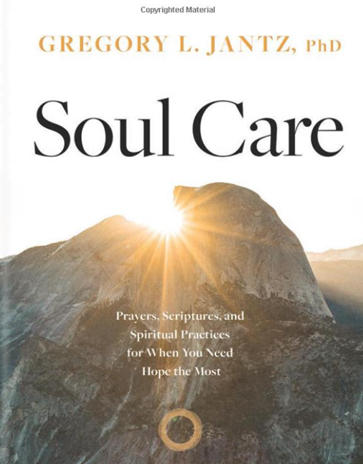 Copyrighted Material
GREGORY L. JANTZ, PhD
Soul Care
Prayers, Scriptures, and
Spiritual Practices
for When You Need
Hope the Most